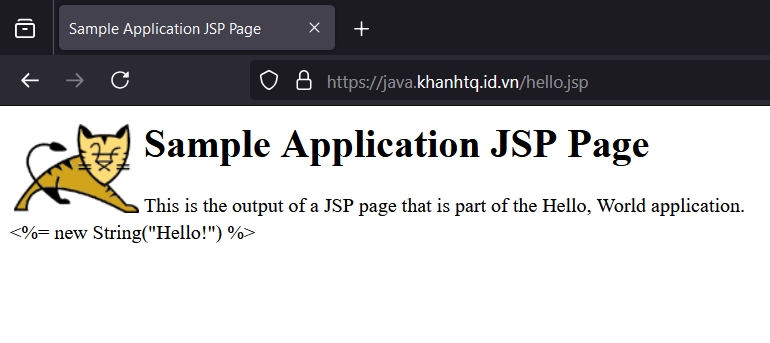 Sample Application JSP Page
https://java.khanhtq.id.vn/hello.jsp
Sample Application JSP Page
This is the output of a JSP page that is part of the Hello, World application.
<%= new String("Hello!") %>